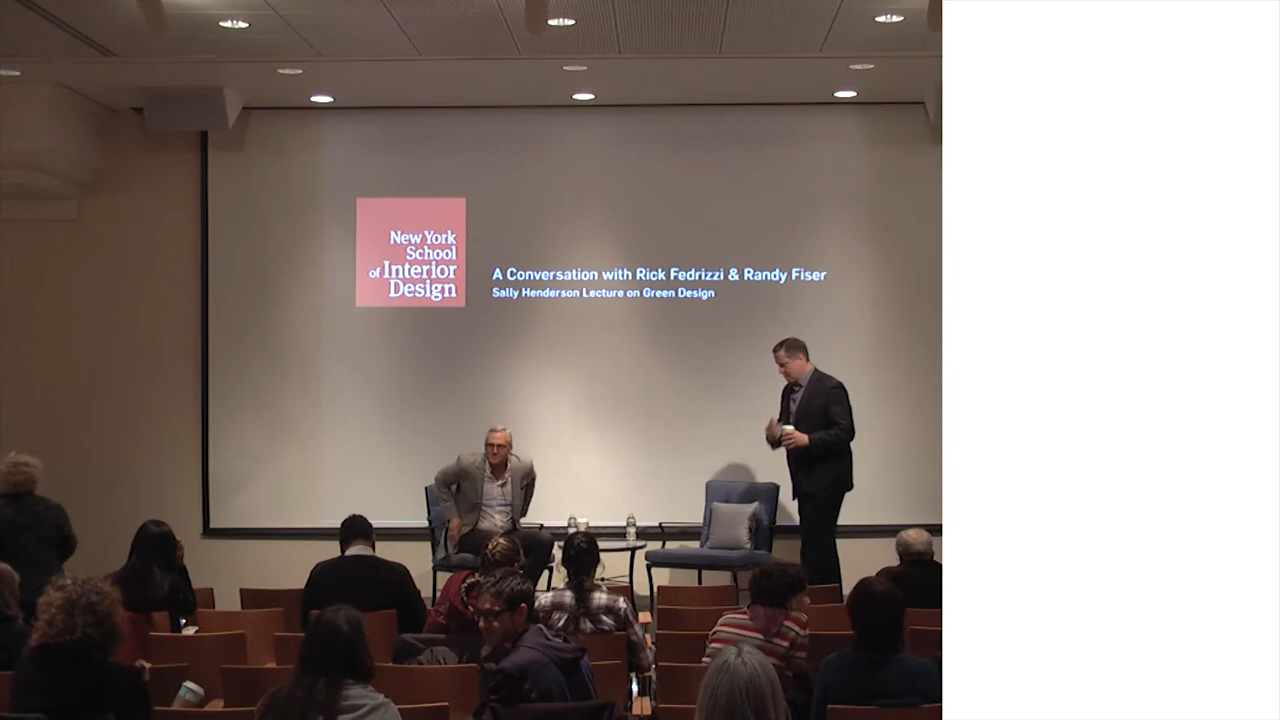 New York
School
of Interior
Design
A Conversation with Rick Fedrizzi & Randy Fiser
Sally Henderson Lecture on Green Design